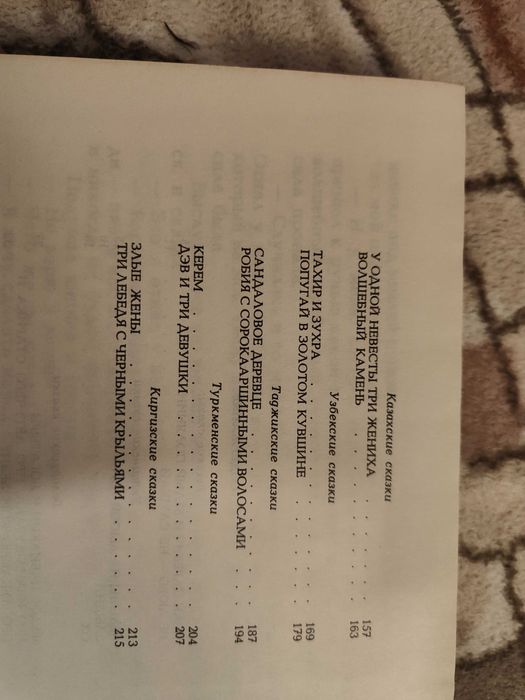 Казахские сказки
У ОДНОЙ НЕВЕСТЫ ТРИ ЖЕНИХА . . . . . . 157
ВОЛШЕБНЫЙ КАМЕНЬ . . . . . . . . 163
Узбекские сказки
ТАХИР И ЗУХРА . . . . . . . . . . 169
ПОПУГАЙ В ЗОЛОТОМ КУВШИНЕ . . . . . . 179
Таджикские сказки
САНДАЛОВОЕ ДЕРЕВЦЕ . . . . . . . . 187
РОБИЯ С СОРОКААРШИННЫМИ ВОЛОСАМИ . . . 194
Туркменские сказки
КЕРЕМ . . . . . . . . . . . . . 204
ДЭВ И ТРИ ДЕВУШКИ . . . . . . . . . 207
Киргизские сказки
ЗЛЫЕ ЖЕНЫ . . . . . . . . . . . 213
ТРИ ЛЕБЕДЯ С ЧЕРНЫМИ КРЫЛЬЯМИ . . . . . 215